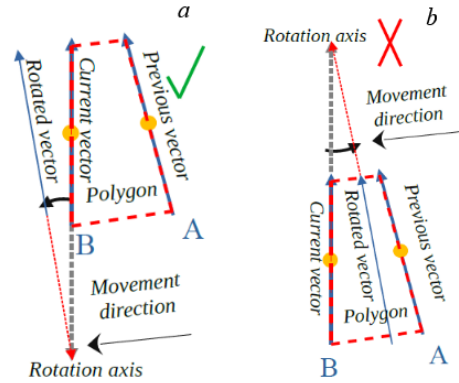 a
Rotated vector
Current vector
Previous vector
Polygon
B
A
Movement
direction
Rotation axis
b
Rotation axis
Movement
direction
Current vector
Rotated vector
Previous vector
Polygon
B
A